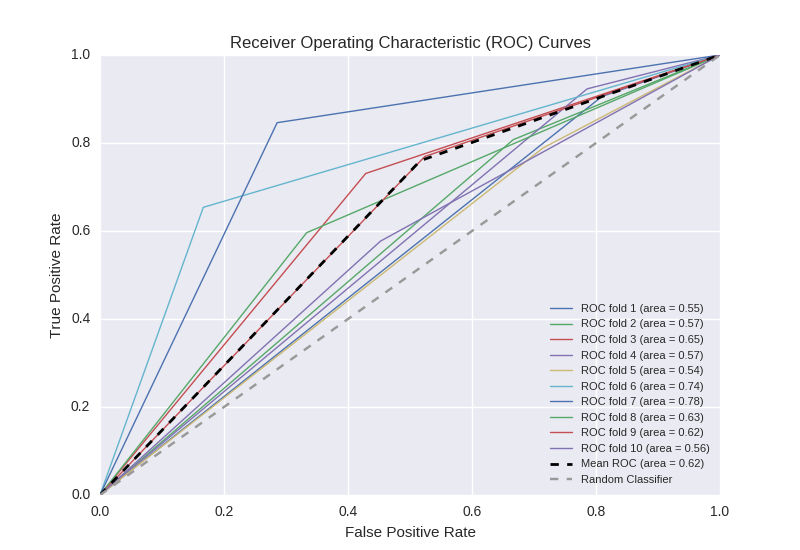 Receiver Operating Characteristic (ROC) Curves
1.0
0.8
0.6
0.4
0.2
0.0
True Positive Rate
ROC fold 1 (area = 0.55)
ROC fold 2 (area = 0.57)
ROC fold 3 (area = 0.65)
ROC fold 4 (area = 0.57)
ROC fold 5 (area = 0.54)
ROC fold 6 (area = 0.74)
ROC fold 7 (area = 0.78)
ROC fold 8 (area = 0.63)
ROC fold 9 (area = 0.62)
ROC fold 10 (area = 0.56)
Mean ROC (area = 0.62)
Random Classifier
0.0 0.2 0.4 0.6 0.8 1.0
False Positive Rate